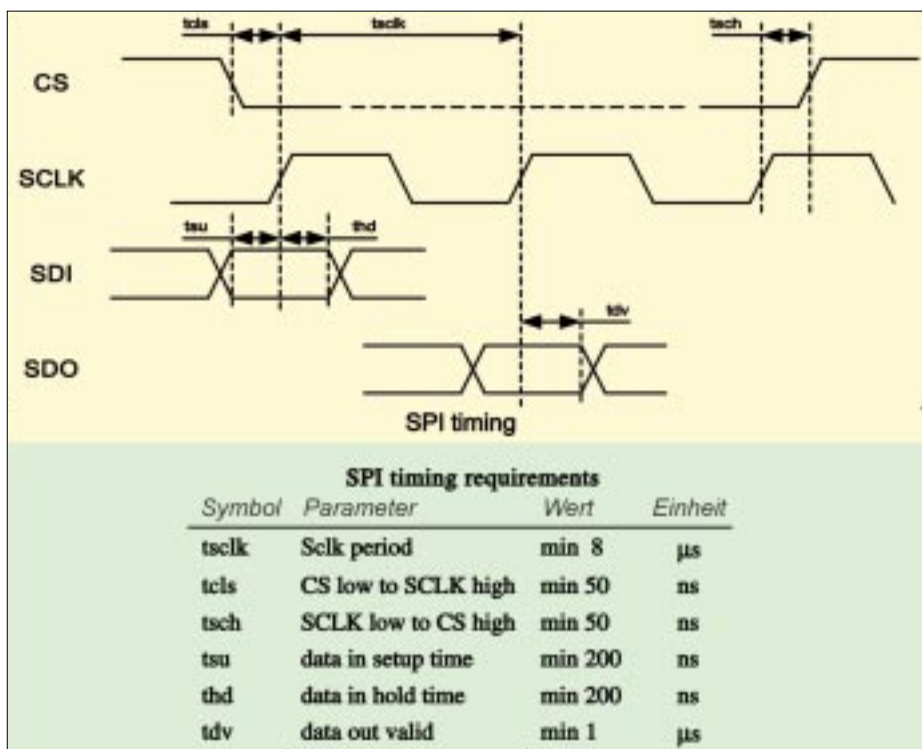 tcls tsclk tsch
CS
SCLK
tsu thd
SDI
tdv
SDO
SPI timing
SPI timing requirements
Symbol Parameter Wert Einheit
tsclk Sclk period min 8 µs
tcls CS low to SCLK high min 50 ns
tsch SCLK low to CS high min 50 ns
tsu data in setup time min 200 ns
thd data in hold time min 200 ns
tdv data out valid min 1 µs